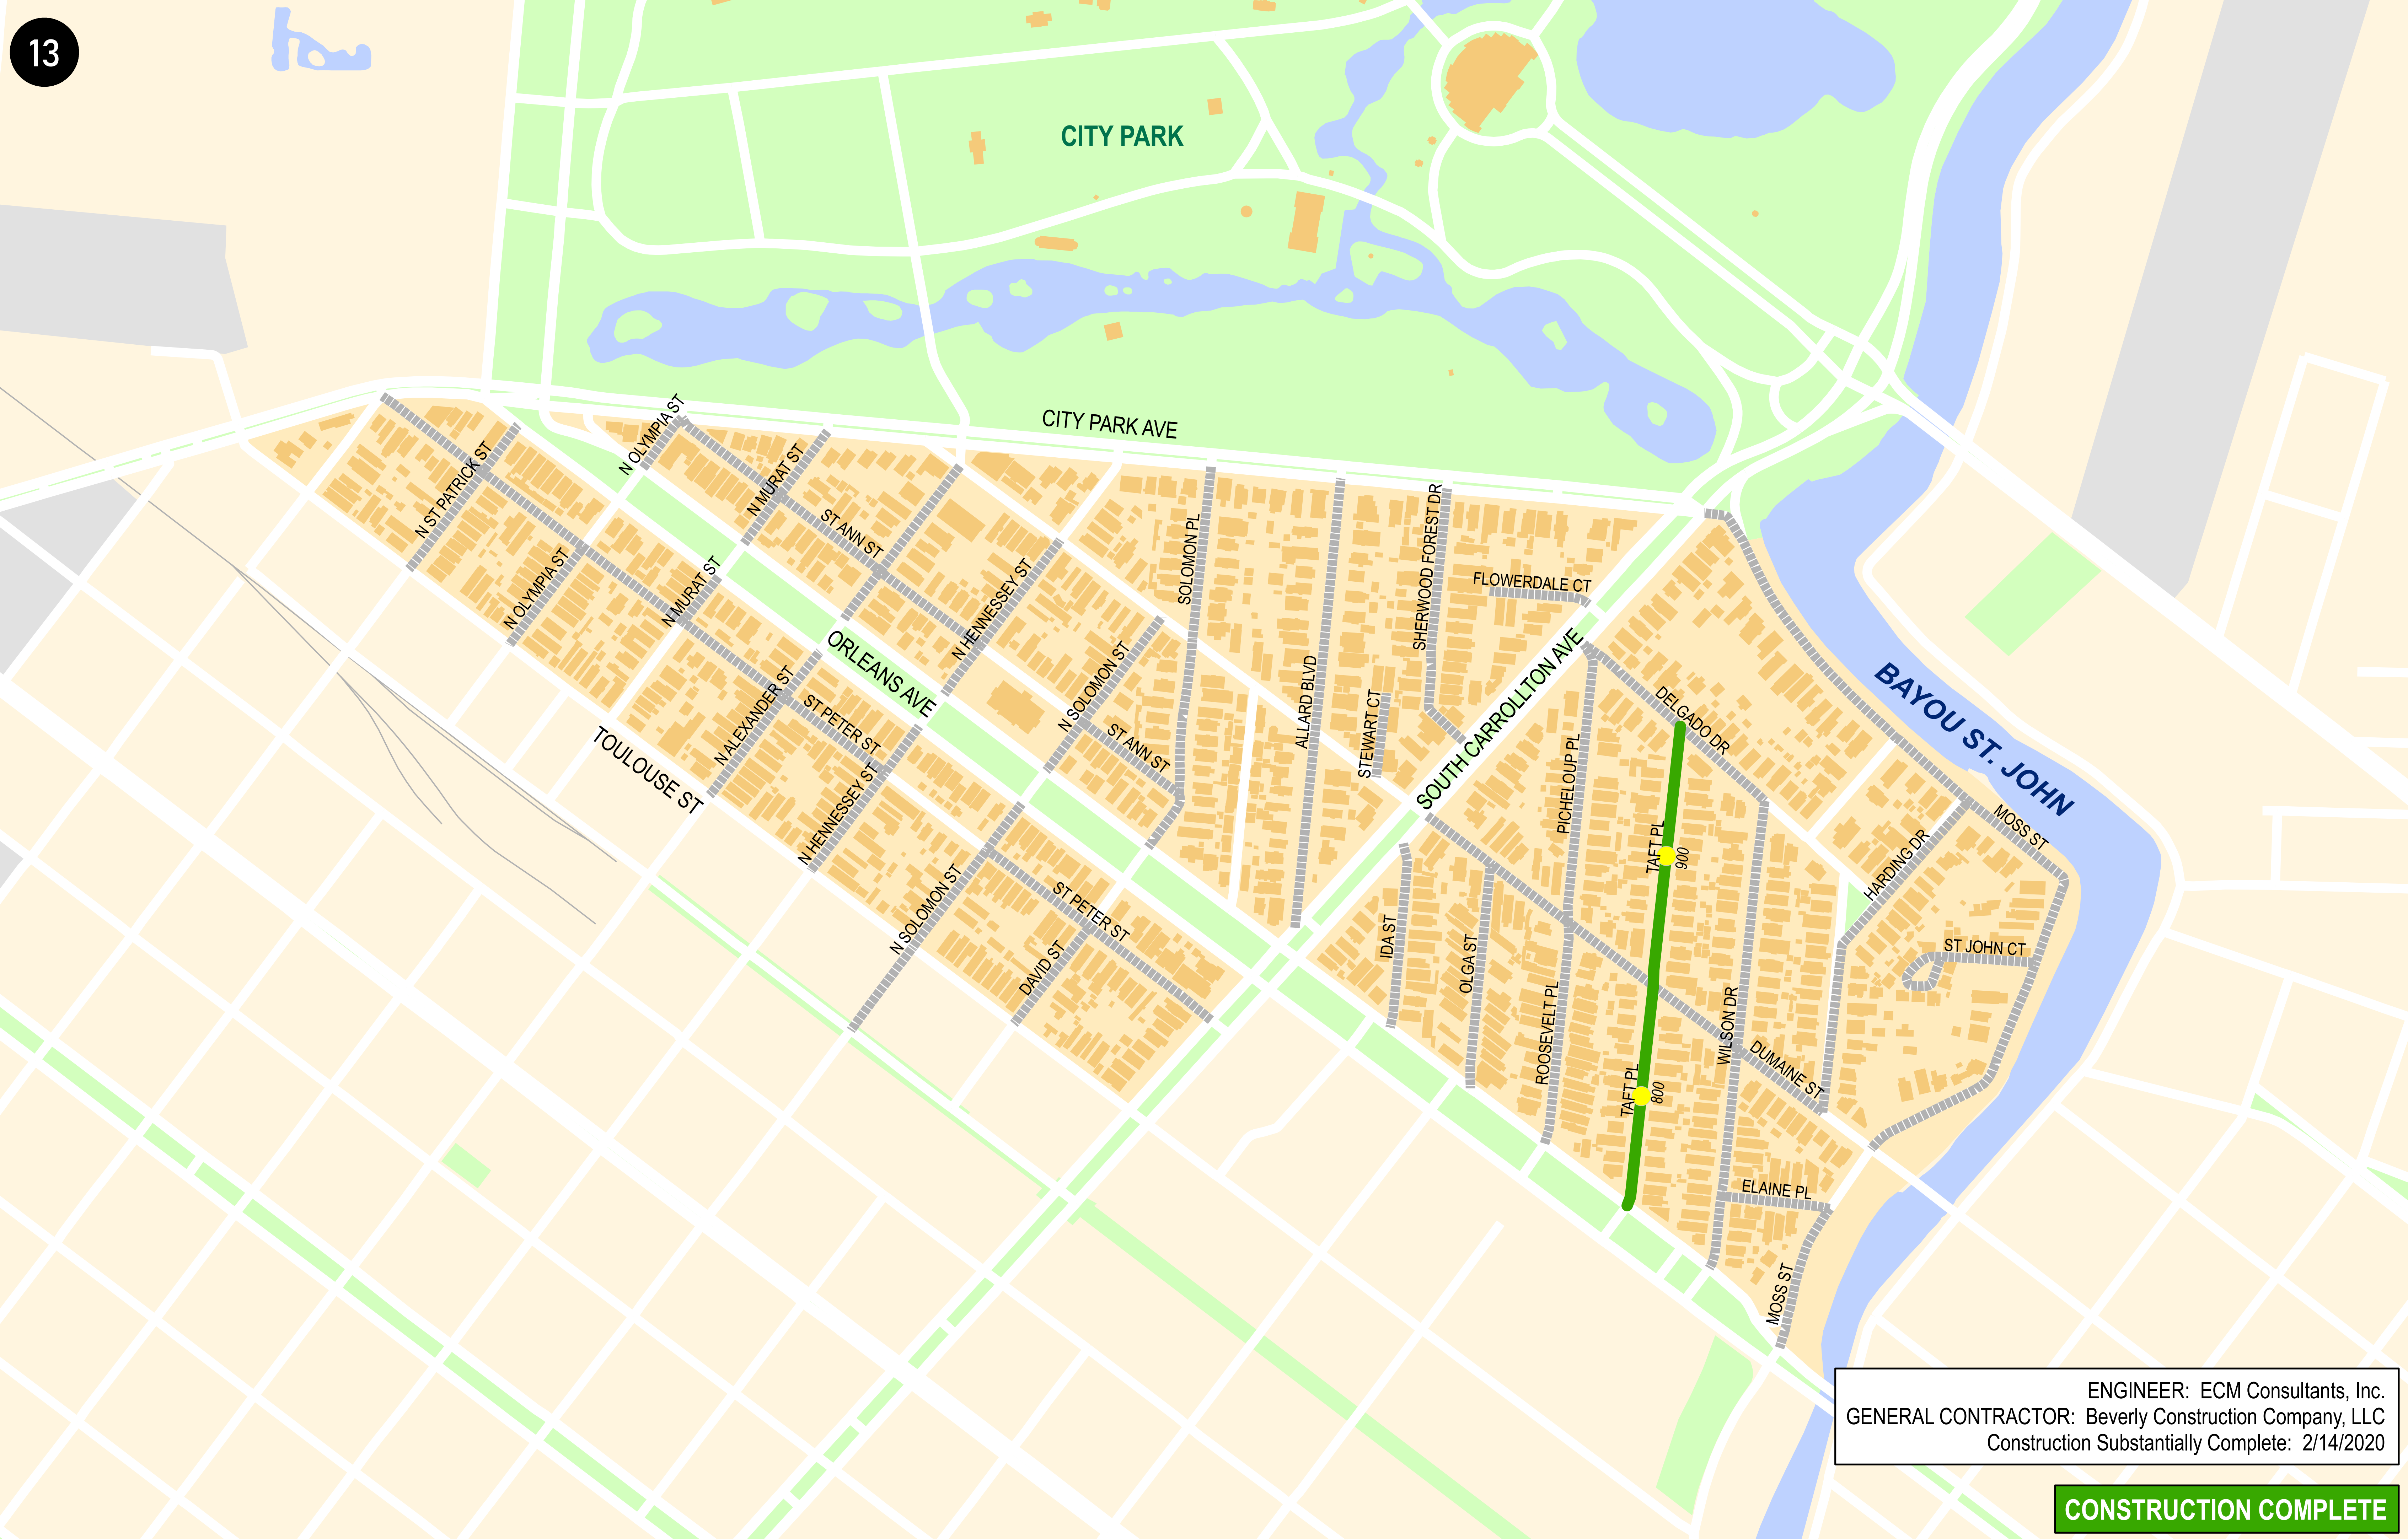 13
CITY PARK
CITY PARK AVE
N OLYMPIA ST
N MURAT ST
N ST PATRICK ST
ST ANN ST
SOLOMON PL
SHERWOOD FOREST DR
FLOWERDALE CT
N OLYMPIA ST
N MURAT ST
N HENNESSEY ST
ORLEANS AVE
N SOLOMON ST
ALLARD BLVD
STEWART CT
SOUTH CARROLLTON AVE
DELGADO DR
BAYOU ST. JOHN
N ALEXANDER ST
ST PETER ST
ST ANN ST
TOULOUSE ST
PICHELOUP PL
N HENNESSEY ST
TAFT PL
900
MOSS ST
HARDING DR
N SOLOMON ST
ST PETER ST
DAVID ST
IDA ST
OLGA ST
ST JOHN CT
ROOSEVELT PL
WILSON DR
DUMAINE ST
TAFT PL
800
ELAINE PL
MOSS ST
ENGINEER: ECM Consultants, Inc.
GENERAL CONTRACTOR: Beverly Construction Company, LLC
Construction Substantially Complete: 2/14/2020
CONSTRUCTION COMPLETE